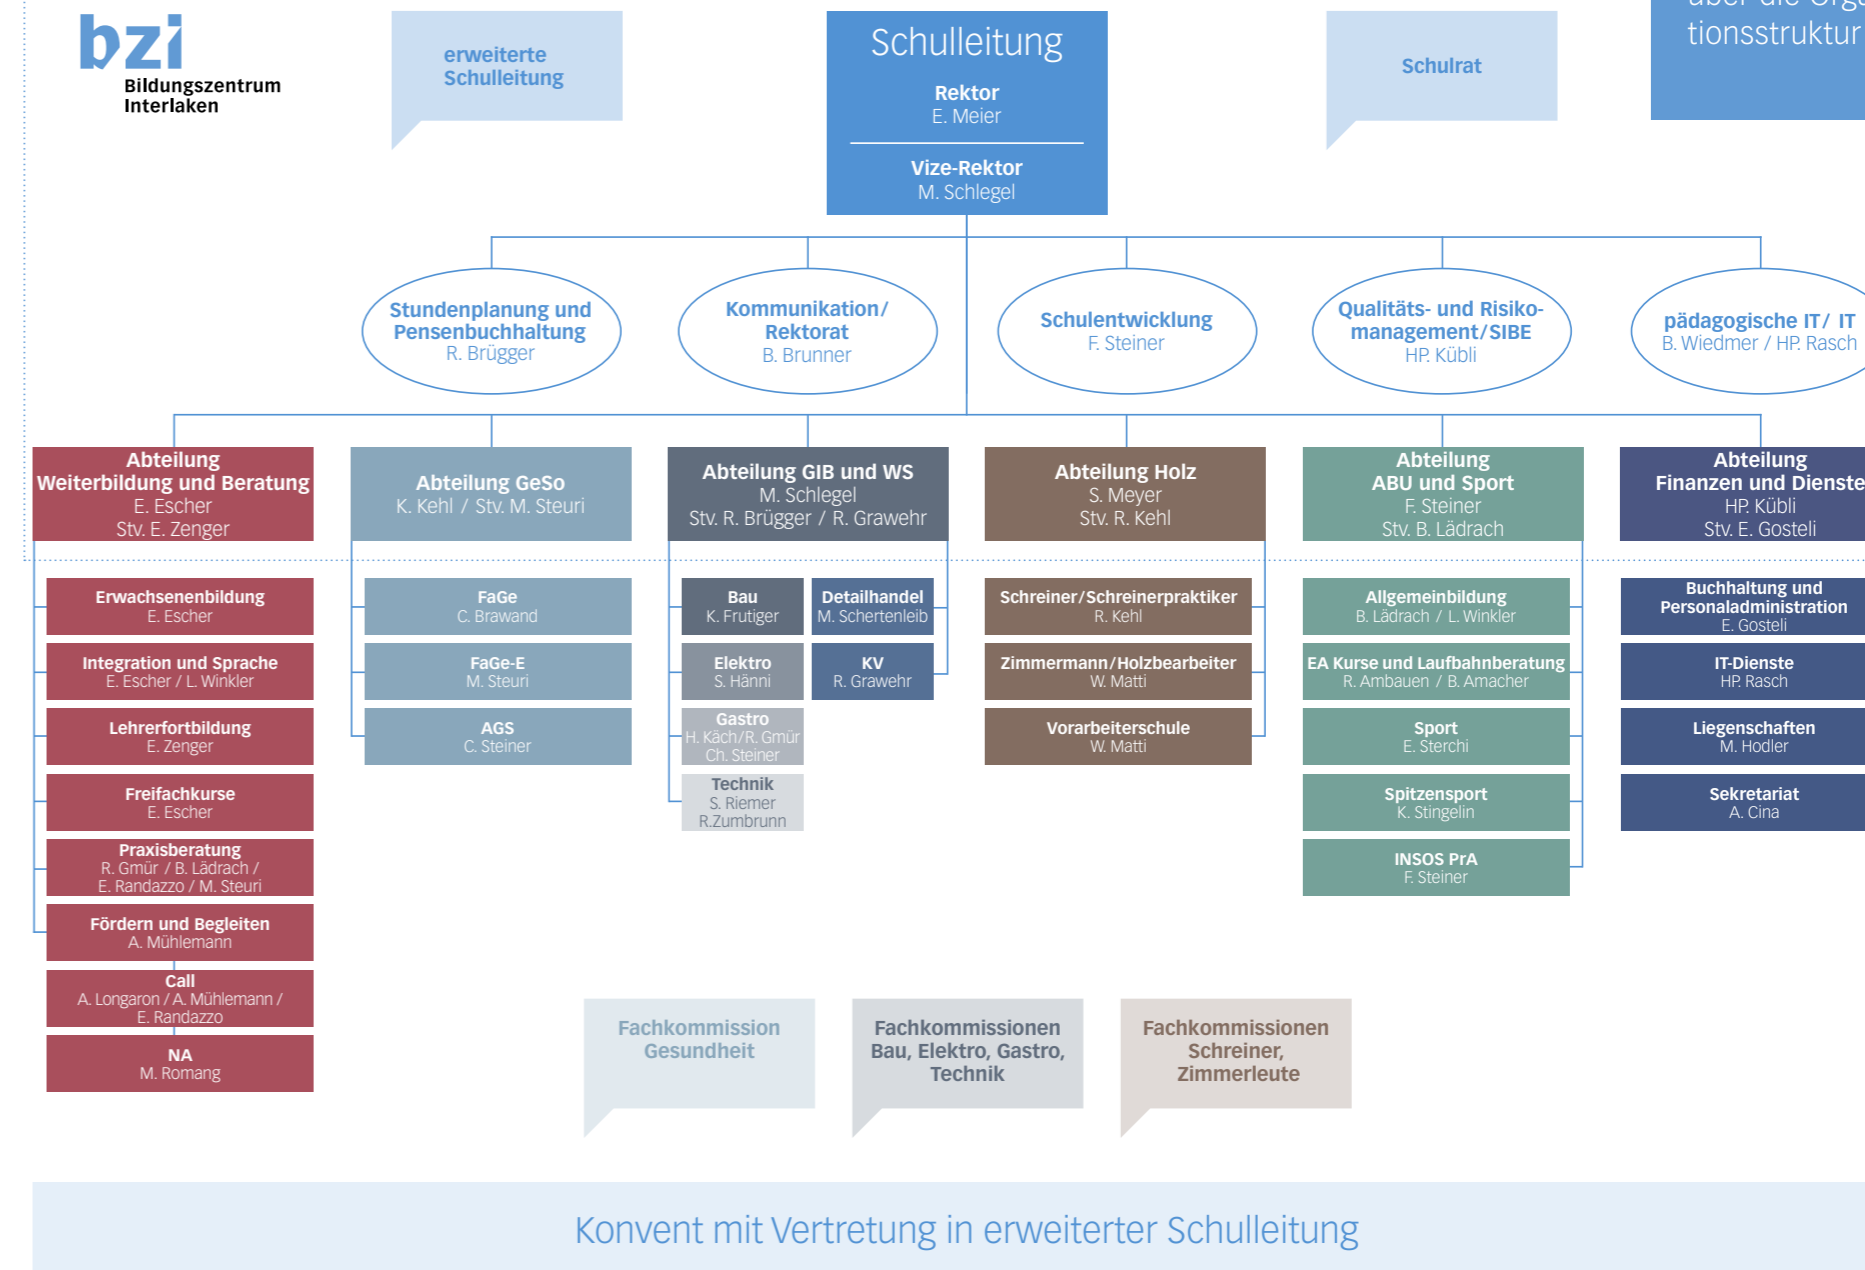 bzi
Bildungszentrum
Interlaken
erweiterte
Schulleitung
Schulleitung
Rektor
E. Meier
Vize-Rektor
M. Schlegel
Schulrat
tionsstruktur
Stundenplanung und
Pensenbuchhaltung
R. Brügger
Kommunikation/
Rektorat
B. Brunner
Schulentwicklung
F. Steiner
Qualitäts- und Risiko-
management/SIBE
HP. Kübli
pädagogische IT/ IT
B. Wiedmer / HP. Rasch
Abteilung
Weiterbildung und Beratung
E. Escher
Stv. E. Zenger
Abteilung GeSo
K. Kehl / Stv. M. Steuri
Abteilung GIB und WS
M. Schlegel
Stv. R. Brügger / R. Grawehr
Abteilung Holz
S. Meyer
Stv. R. Kehl
Abteilung
ABU und Sport
F. Steiner
Stv. B. Lädrach
Abteilung
Finanzen und Dienste
HP. Kübli
Stv. E. Gosteli
Erwachsenenbildung
E. Escher
Integration und Sprache
E. Escher / L. Winkler
Lehrerfortbildung
E. Zenger
Freifachkurse
E. Escher
Praxisberatung
R. Gmür / B. Lädrach /
E. Randazzo / M. Steuri
Fördern und Begleiten
A. Mühlemann
Call
A. Longaron / A. Mühlemann /
E. Randazzo
NA
M. Romang
FaGe
C. Brawand
FaGe-E
M. Steuri
AGS
C. Steiner
Bau
K. Frutiger
Elektro
S. Hänni
Gastro
H. Käch/R. Gmür
Ch. Steiner
Technik
S. Riemer
R.Zumbrunn
Detailhandel
M. Schertenleib
KV
R. Grawehr
Schreiner/Schreinerpraktiker
R. Kehl
Zimmermann/Holzbearbeiter
W. Matti
Vorarbeiterschule
W. Matti
Allgemeinbildung
B. Lädrach / L. Winkler
EA Kurse und Laufbahnberatung
R. Ambauen / B. Amacher
Sport
E. Sterchi
Spitzensport
K. Stingelin
INSOS PrA
F. Steiner
Buchhaltung und
Personaladministration
E. Gosteli
IT-Dienste
HP. Rasch
Liegenschaften
M. Hodler
Sekretariat
A. Cina
Fachkommission
Gesundheit
Fachkommissionen
Bau, Elektro, Gastro,
Technik
Fachkommissionen
Schreiner,
Zimmerleute
Konvent mit Vertretung in erweiterter Schulleitung